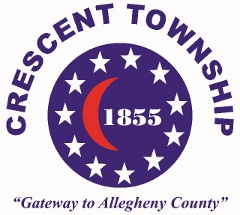 CRESCENT TOWNSHIP
1855
“Gateway to Allegheny County”